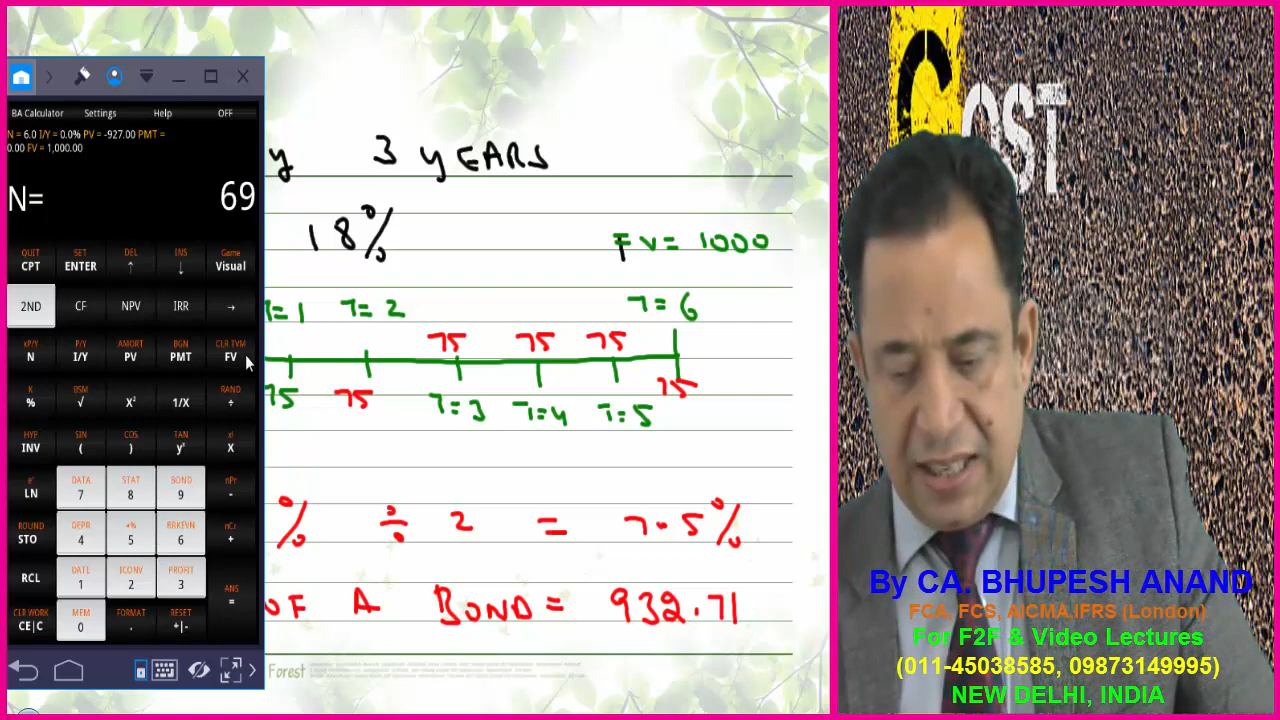 BA Calculator Settings Help OFF
N = 6.0 I/Y = 0.0% PV = -927.00 PMT =
0.00 FV = 1,000.00
N= 69
QUIT SET DEL INS Game
CPT ENTER ↑ ↓ Visual
2ND CF NPV IRR →
xP/Y P/Y AMORT BGN CLR TVM
N I/Y PV PMT FV
K BSM RAND
% √ X² 1/X ÷
HYP SIN COS TAN x!
INV ( ) yˣ X
DATA STAT BOND nPr
LN 7 8 9 -
ROUND DEPR Δ% BRKEVN nCr
STO 4 5 6 +
DATE ICONV PROFIT ANS
RCL 1 2 3 =
CLR WORK MEM FORMAT RESET
CE|C 0 . +|-
y 3 YEARS
18%
FV = 1000
T=1 T=2 T=6
75 75 75
75 75 T=3 T=4 T=5 75
% ÷ 2 = 7.5%
OF A BOND = 932.71
Forest
COST
By CA. BHUPESH ANAND
FCA, FCS, AICMA.IFRS (London)
For F2F & Video Lectures
(011-45038585, 09873149995)
NEW DELHI, INDIA